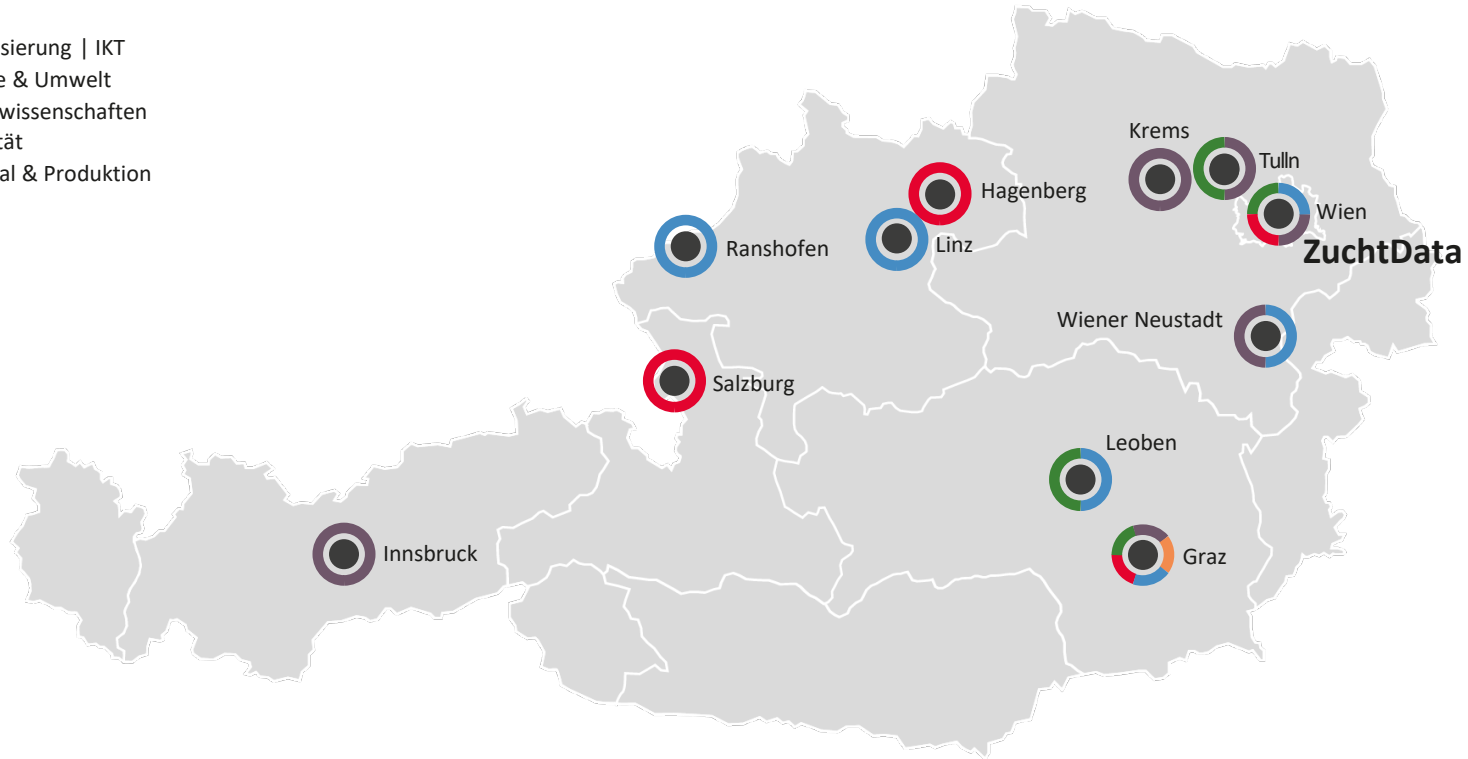 sierung | IKT
e & Umwelt
wissenschaften
tät
al & Produktion
Krems
Tulln
Hagenberg
Wien
Ranshofen
Linz
ZuchtData
Wiener Neustadt
Salzburg
Leoben
Innsbruck
Graz